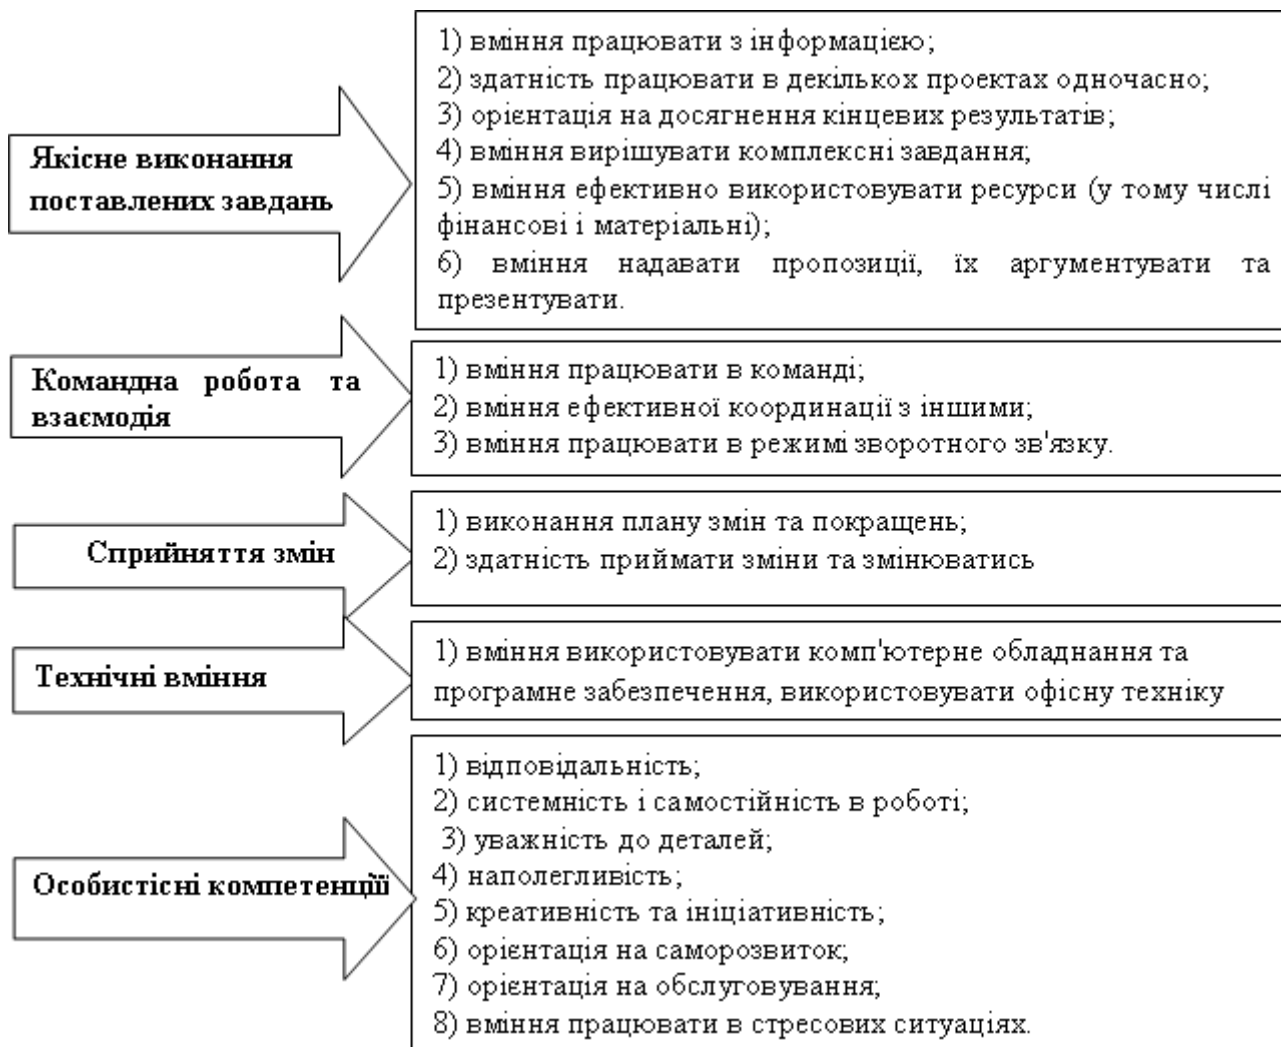 Якісне виконання
поставлених завдань
1) вміння працювати з інформацією;
2) здатність працювати в декількох проектах одночасно;
3) орієнтація на досягнення кінцевих результатів;
4) вміння вирішувати комплексні завдання;
5) вміння ефективно використовувати ресурси (у тому числі
фінансові і матеріальні);
6) вміння надавати пропозиції, їх аргументувати та
презентувати.
Командна робота та
взаємодія
1) вміння працювати в команді;
2) вміння ефективної координації з іншими;
3) вміння працювати в режимі зворотного зв'язку.
Сприйняття змін
1) виконання плану змін та покращень;
2) здатність приймати зміни та змінюватись
Технічні вміння
1) вміння використовувати комп'ютерне обладнання та
програмне забезпечення, використовувати офісну техніку
Особистісні компетенції
1) відповідальність;
2) системність і самостійність в роботі;
3) уважність до деталей;
4) наполегливість;
5) креативність та ініціативність;
6) орієнтація на саморозвиток;
7) орієнтація на обслуговування;
8) вміння працювати в стресових ситуаціях.